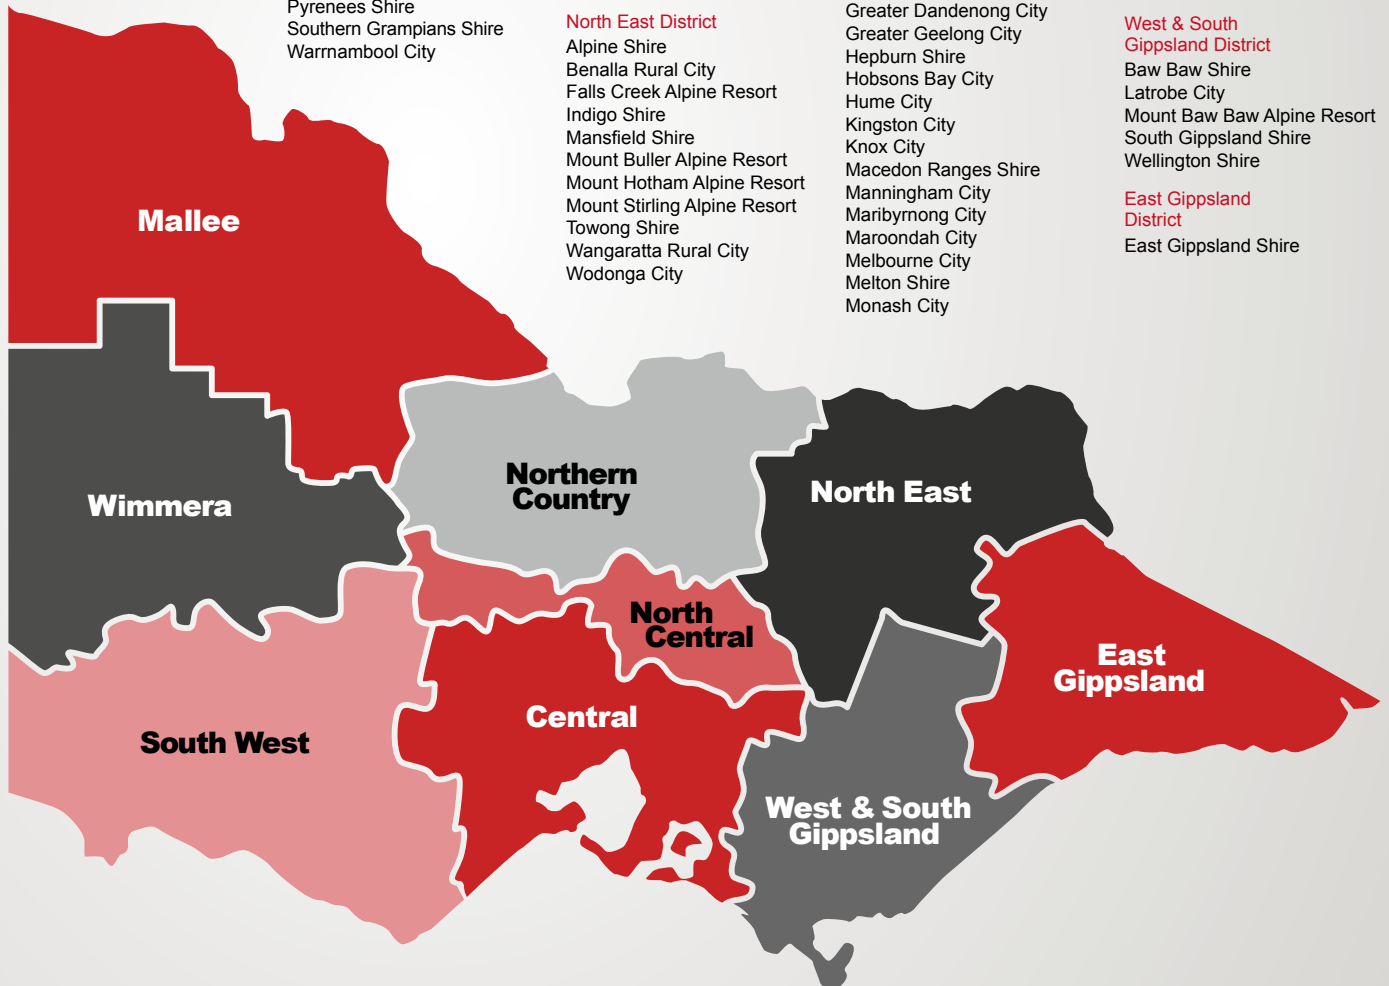 Pyrenees Shire
Southern Grampians Shire
Warrnambool City
North East District
Alpine Shire
Benalla Rural City
Falls Creek Alpine Resort
Indigo Shire
Mansfield Shire
Mount Buller Alpine Resort
Mount Hotham Alpine Resort
Mount Stirling Alpine Resort
Towong Shire
Wangaratta Rural City
Wodonga City
Greater Dandenong City
Greater Geelong City
Hepburn Shire
Hobsons Bay City
Hume City
Kingston City
Knox City
Macedon Ranges Shire
Manningham City
Maribyrnong City
Maroondah City
Melbourne City
Melton Shire
Monash City
West & South
Gippsland District
Baw Baw Shire
Latrobe City
Mount Baw Baw Alpine Resort
South Gippsland Shire
Wellington Shire
East Gippsland
District
East Gippsland Shire
Mallee
Wimmera
Northern
Country
North East
North
Central
East
Gippsland
South West
Central
West & South
Gippsland